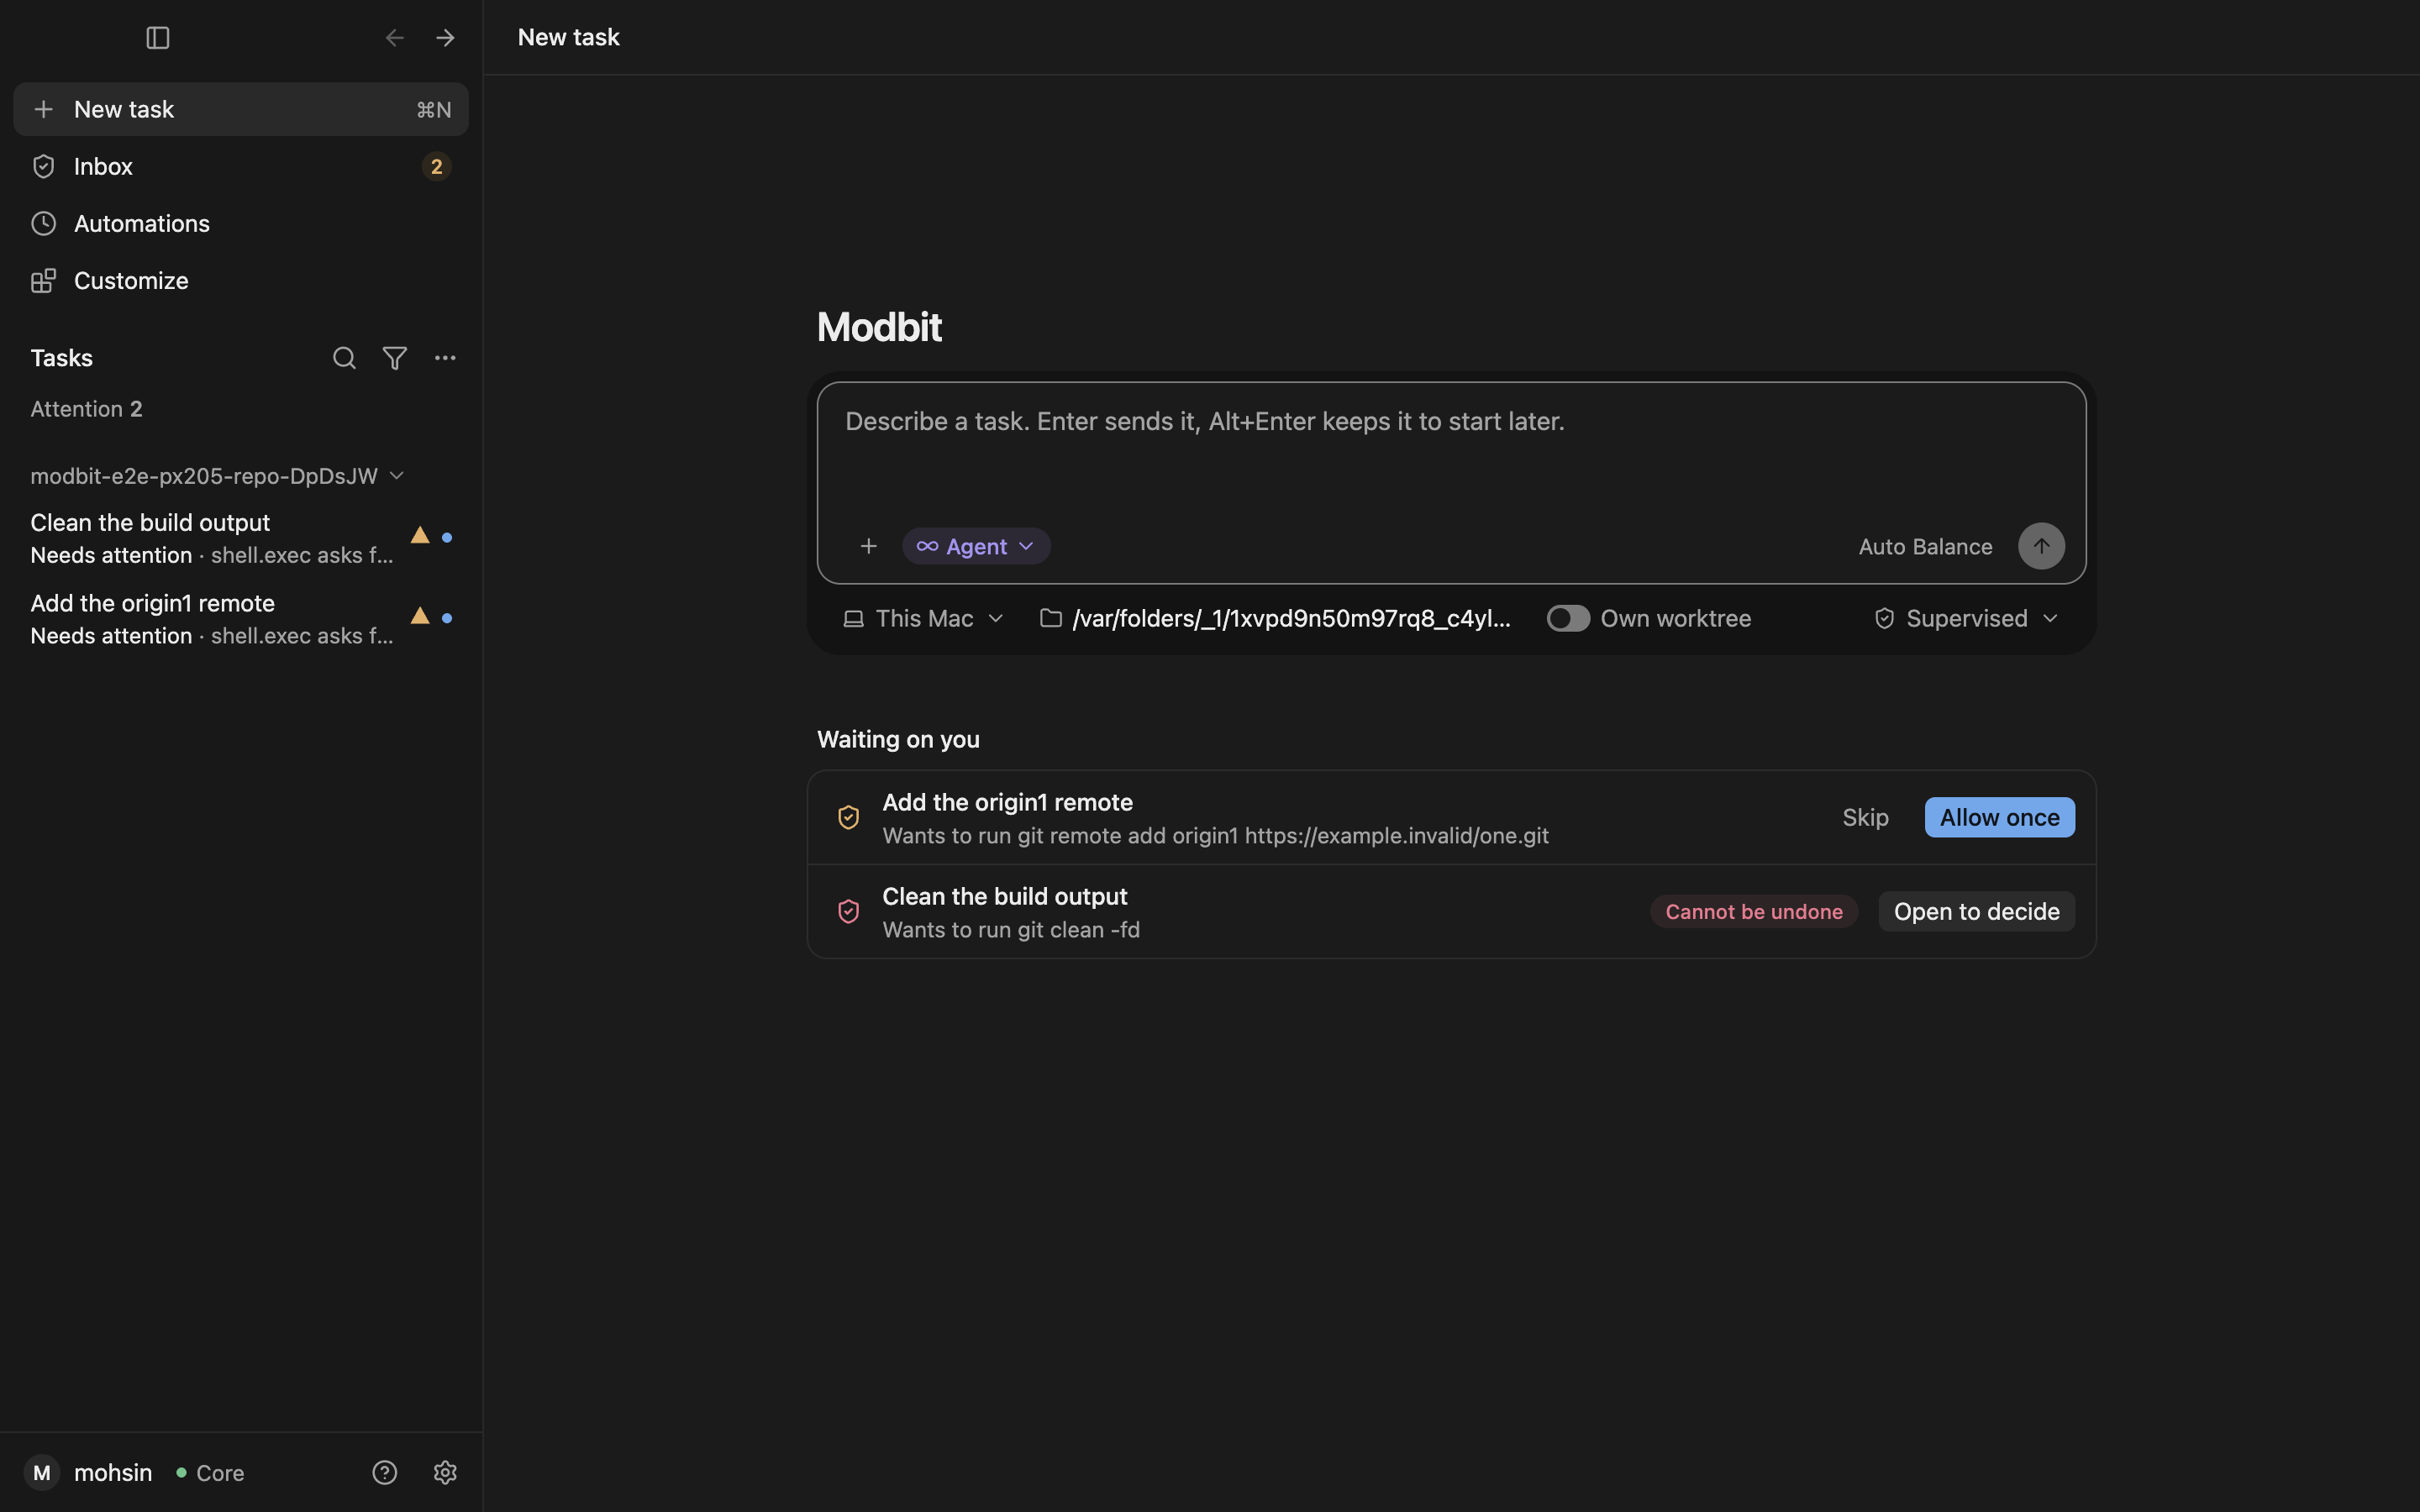 New task
New task ⌘N
Inbox 2
Automations
Customize
Tasks
Attention 2
modbit-e2e-px205-repo-DpDsJW
Clean the build output
Needs attention · shell.exec asks f...
Add the origin1 remote
Needs attention · shell.exec asks f...
Modbit
Describe a task. Enter sends it, Alt+Enter keeps it to start later.
Agent
Auto Balance
This Mac
/var/folders/_1/1xvpd9n50m97rq8_c4yl...
Own worktree
Supervised
Waiting on you
Add the origin1 remote
Wants to run git remote add origin1 https://example.invalid/one.git
Skip
Allow once
Clean the build output
Wants to run git clean -fd
Cannot be undone
Open to decide
M mohsin Core